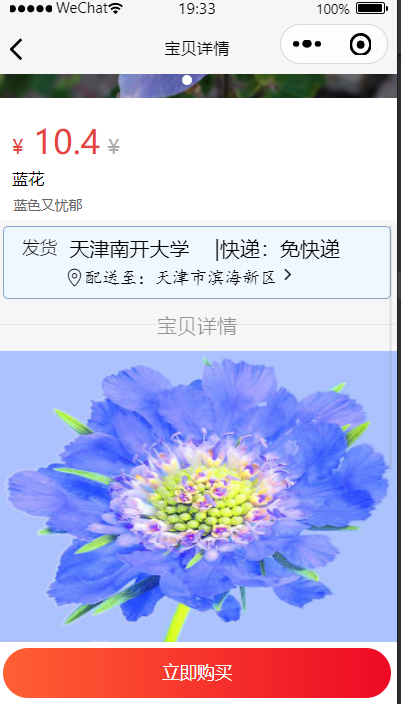 WeChat 19:33 100%
宝贝详情
¥ 10.4 ¥
蓝花
蓝色又忧郁
发货 天津南开大学 |快递：免快递
配送至：天津市滨海新区
宝贝详情
立即购买